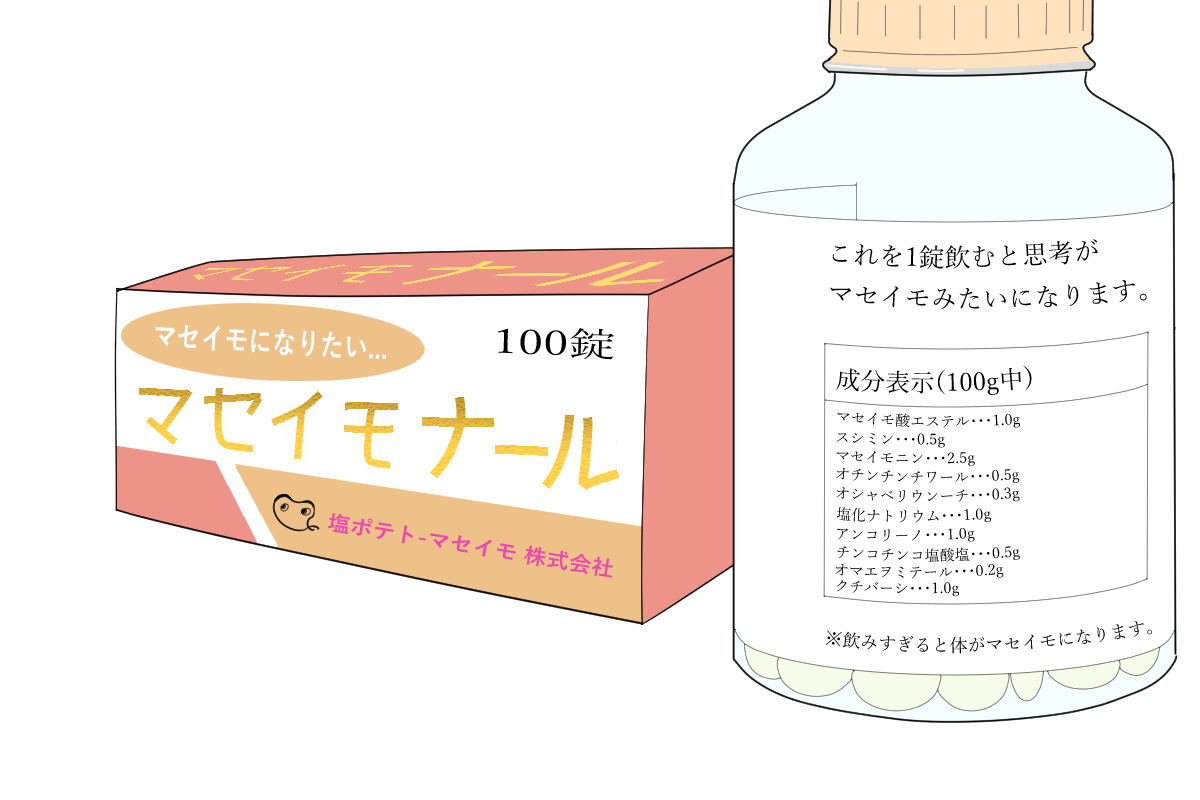 マセイモナール
マセイモになりたい...
100錠
マセイモナール
塩ポテト-マセイモ 株式会社
これを1錠飲むと思考が
マセイモみたいになります。
成分表示(100g中)
マセイモ酸エステル･･･1.0g
スシミン･･･0.5g
マセイモニン･･･2.5g
オチンチンチワール･･･0.5g
オシャベリウンーチ･･･0.3g
塩化ナトリウム･･･1.0g
アンコリーノ･･･1.0g
チンコチンコ塩酸塩･･･0.5g
オマエヲミテール･･･0.2g
クチバーシ･･･1.0g
※飲みすぎると体がマセイモになります。